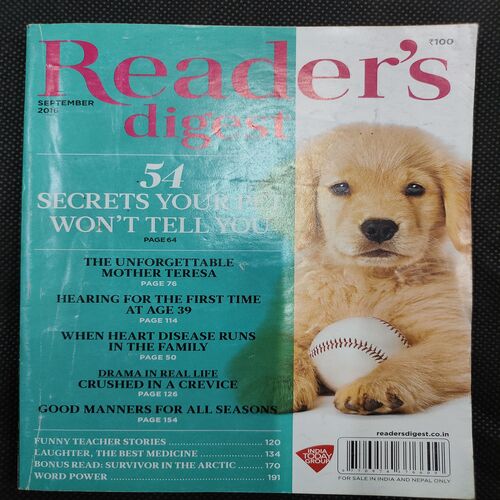 Reader's
digest
₹100
SEPTEMBER
2016
54
SECRETS YOUR PET
WON'T TELL YOU
PAGE 64
THE UNFORGETTABLE
MOTHER TERESA
PAGE 76
HEARING FOR THE FIRST TIME
AT AGE 39
PAGE 114
WHEN HEART DISEASE RUNS
IN THE FAMILY
PAGE 50
DRAMA IN REAL LIFE
CRUSHED IN A CREVICE
PAGE 126
GOOD MANNERS FOR ALL SEASONS
PAGE 154
FUNNY TEACHER STORIES ........................ 120
LAUGHTER, THE BEST MEDICINE ................ 134
BONUS READ: SURVIVOR IN THE ARCTIC ..... 170
WORD POWER ........................................ 191
readersdigest.co.in
INDIA
TODAY
GROUP
FOR SALE IN INDIA AND NEPAL ONLY